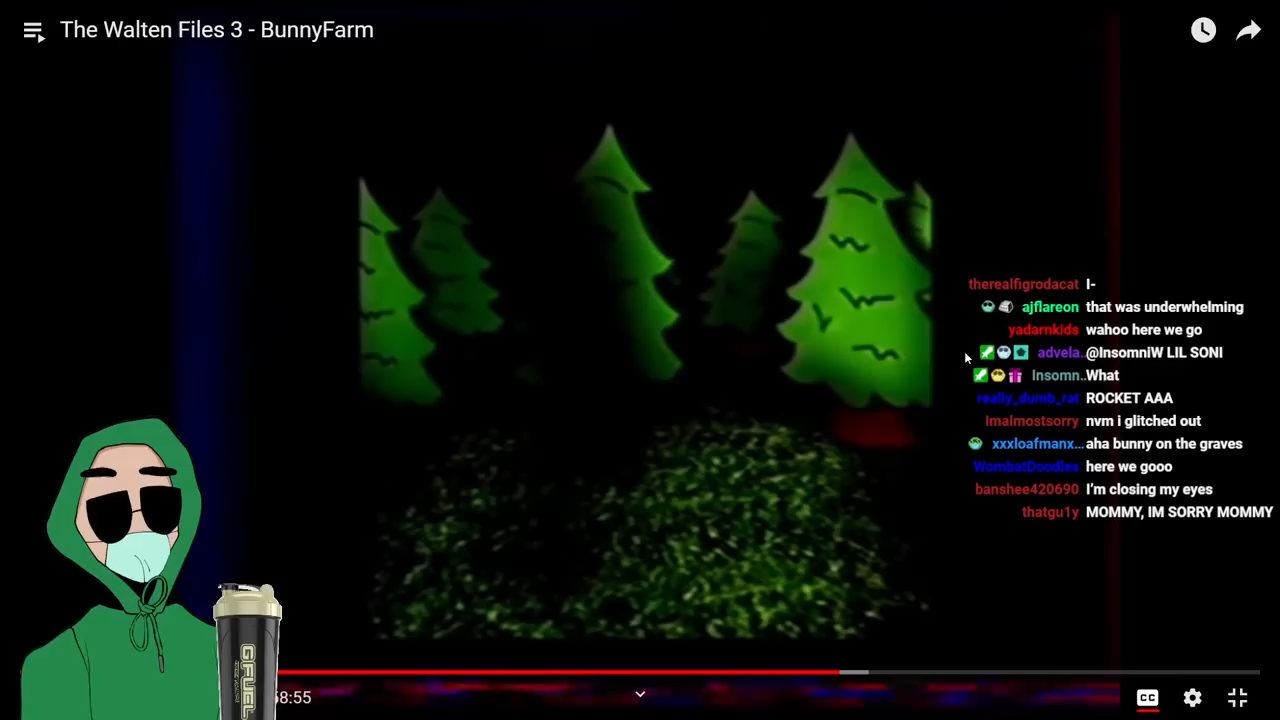 The Walten Files 3 - BunnyFarm
therealfigrodacat I-
ajflareon that was underwhelming
yadarnkids wahoo here we go
advela.. @InsomniW LIL SONI
Insomn.. What
really_dumb_rat ROCKET AAA
Imalmostsorry nvm i glitched out
xxxloafmanx... aha bunny on the graves
WombatDoodles here we gooo
banshee420690 I'm closing my eyes
thatgu1y MOMMY, IM SORRY MOMMY
GFUEL
58:55
CC